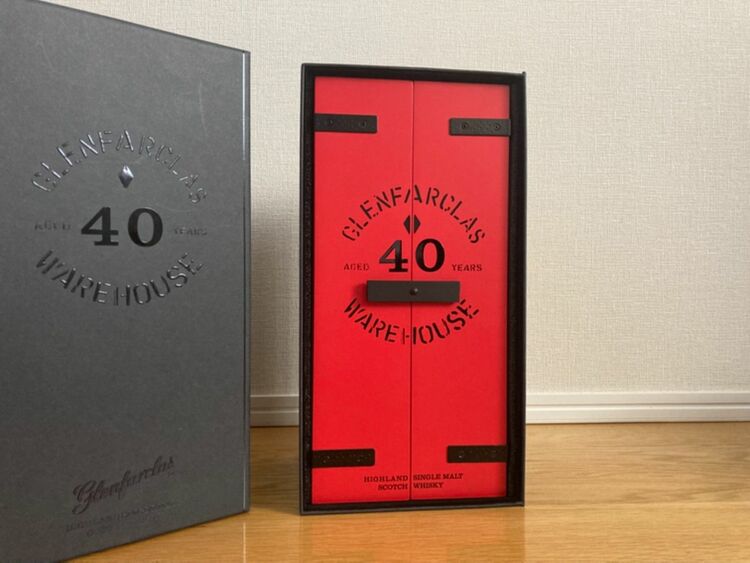 GLENFARCLAS
AGED 40 YEARS
WAREHOUSE
Glenfarclas
GLENFARCLAS
AGED 40 YEARS
WAREHOUSE
HIGHLAND SINGLE MALT
SCOTCH WHISKY